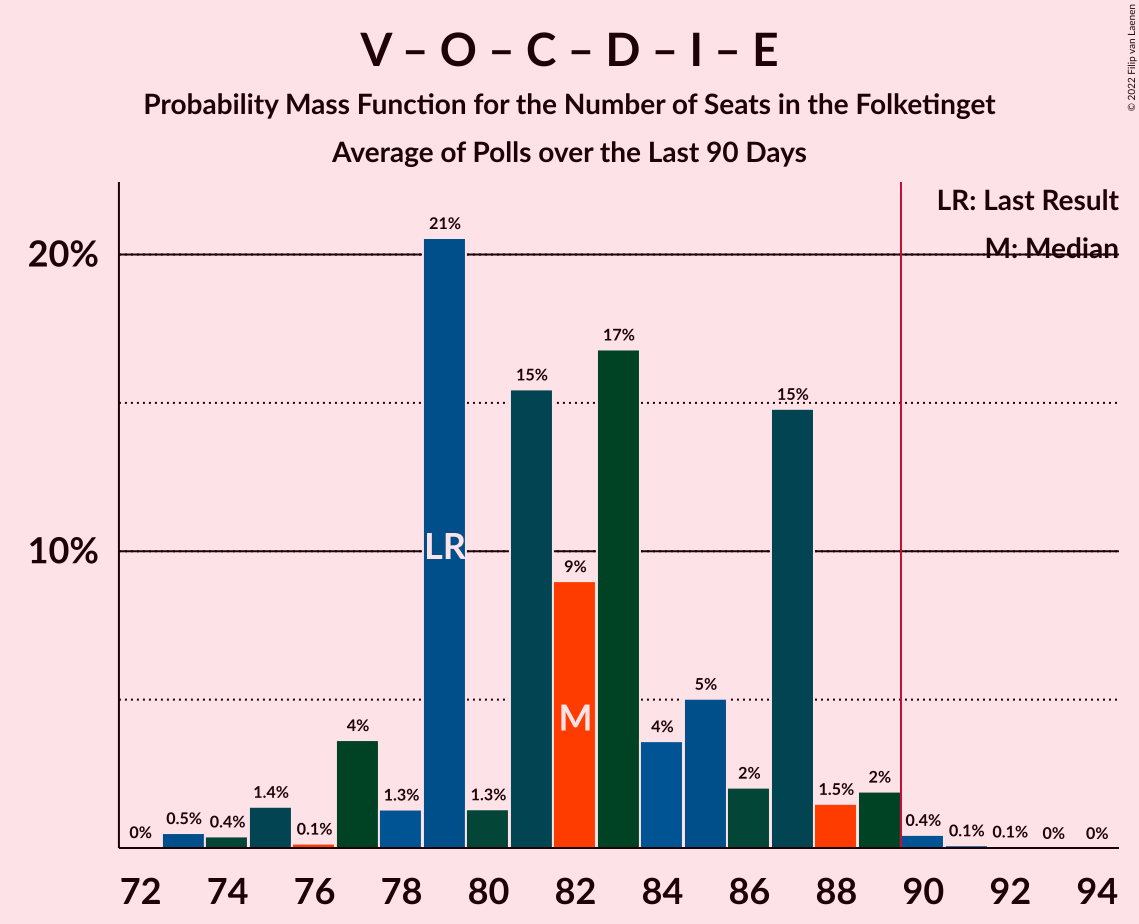 V – O – C – D – I – E
Probability Mass Function for the Number of Seats in the Folketinget
Average of Polls over the Last 90 Days
© 2022 Filip van Laenen
LR: Last Result
M: Median
20%
10%
0%
0.5%
0.4%
1.4%
0.1%
4%
1.3%
21%
1.3%
15%
9%
17%
4%
5%
2%
15%
1.5%
2%
0.4%
0.1%
0.1%
0%
0%
LR
M
72 74 76 78 80 82 84 86 88 90 92 94